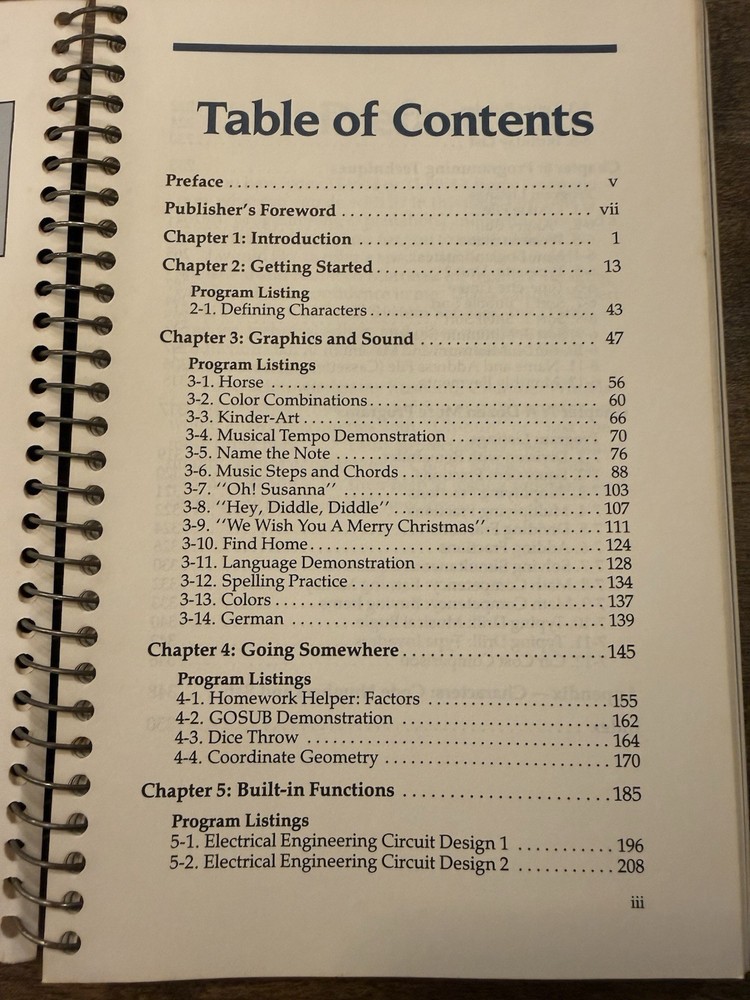 Table of Contents
Preface . . . . . . . . . . . . . . . . . . . . . . . . . . . . . . . . . . . . . v
Publisher's Foreword . . . . . . . . . . . . . . . . . . . . . . . . . . vii
Chapter 1: Introduction . . . . . . . . . . . . . . . . . . . . . . . . 1
Chapter 2: Getting Started . . . . . . . . . . . . . . . . . . . . . . 13
Program Listing
2-1. Defining Characters . . . . . . . . . . . . . . . . . . . . . . . 43
Chapter 3: Graphics and Sound . . . . . . . . . . . . . . . . . . 47
Program Listings
3-1. Horse . . . . . . . . . . . . . . . . . . . . . . . . . . . . . . . . . 56
3-2. Color Combinations . . . . . . . . . . . . . . . . . . . . . . . 60
3-3. Kinder-Art . . . . . . . . . . . . . . . . . . . . . . . . . . . . . . 66
3-4. Musical Tempo Demonstration . . . . . . . . . . . . . . . 70
3-5. Name the Note . . . . . . . . . . . . . . . . . . . . . . . . . . . 76
3-6. Music Steps and Chords . . . . . . . . . . . . . . . . . . . . 88
3-7. ''Oh! Susanna'' . . . . . . . . . . . . . . . . . . . . . . . . . . 103
3-8. ''Hey, Diddle, Diddle'' . . . . . . . . . . . . . . . . . . . . . 107
3-9. ''We Wish You A Merry Christmas'' . . . . . . . . . . . . 111
3-10. Find Home . . . . . . . . . . . . . . . . . . . . . . . . . . . . . 124
3-11. Language Demonstration . . . . . . . . . . . . . . . . . . . 128
3-12. Spelling Practice . . . . . . . . . . . . . . . . . . . . . . . . . 134
3-13. Colors . . . . . . . . . . . . . . . . . . . . . . . . . . . . . . . . 137
3-14. German . . . . . . . . . . . . . . . . . . . . . . . . . . . . . . . 139
Chapter 4: Going Somewhere . . . . . . . . . . . . . . . . . . . . 145
Program Listings
4-1. Homework Helper: Factors . . . . . . . . . . . . . . . . . . 155
4-2. GOSUB Demonstration . . . . . . . . . . . . . . . . . . . . . 162
4-3. Dice Throw . . . . . . . . . . . . . . . . . . . . . . . . . . . . . . 164
4-4. Coordinate Geometry . . . . . . . . . . . . . . . . . . . . . . 170
Chapter 5: Built-in Functions . . . . . . . . . . . . . . . . . . . . 185
Program Listings
5-1. Electrical Engineering Circuit Design 1 . . . . . . . . . . 196
5-2. Electrical Engineering Circuit Design 2 . . . . . . . . . . 208
iii